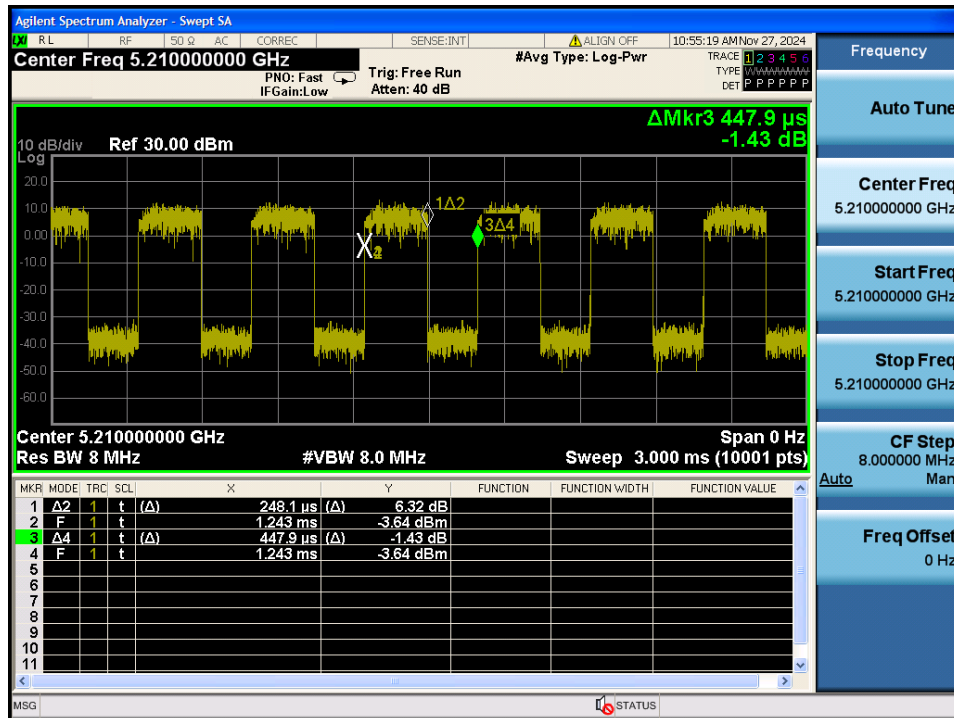 Agilent Spectrum Analyzer - Swept SA
LXI RL RF 50 Ω AC CORREC SENSE:INT ALIGN OFF 10:55:19 AM Nov 27, 2024
Center Freq 5.210000000 GHz #Avg Type: Log-Pwr TRACE 1 2 3 4 5 6
PNO: Fast Trig: Free Run TYPE WWWWWW
IFGain:Low Atten: 40 dB DET P P P P P P
ΔMkr3 447.9 µs
10 dB/div Ref 30.00 dBm -1.43 dB
Log
20.0
10.0
0.00
-10.0
-20.0
-30.0
-40.0
-50.0
-60.0
1Δ2
3Δ4
Center 5.210000000 GHz Span 0 Hz
Res BW 8 MHz #VBW 8.0 MHz Sweep 3.000 ms (10001 pts)
MKR MODE TRC SCL X Y FUNCTION FUNCTION WIDTH FUNCTION VALUE
1 Δ2 1 t (Δ) 248.1 µs (Δ) 6.32 dB
2 F 1 t 1.243 ms -3.64 dBm
3 Δ4 1 t (Δ) 447.9 µs (Δ) -1.43 dB
4 F 1 t 1.243 ms -3.64 dBm
5
6
7
8
9
10
11
MSG STATUS
Frequency
Auto Tune
Center Freq
5.210000000 GHz
Start Freq
5.210000000 GHz
Stop Freq
5.210000000 GHz
CF Step
8.000000 MHz
Auto Man
Freq Offset
0 Hz